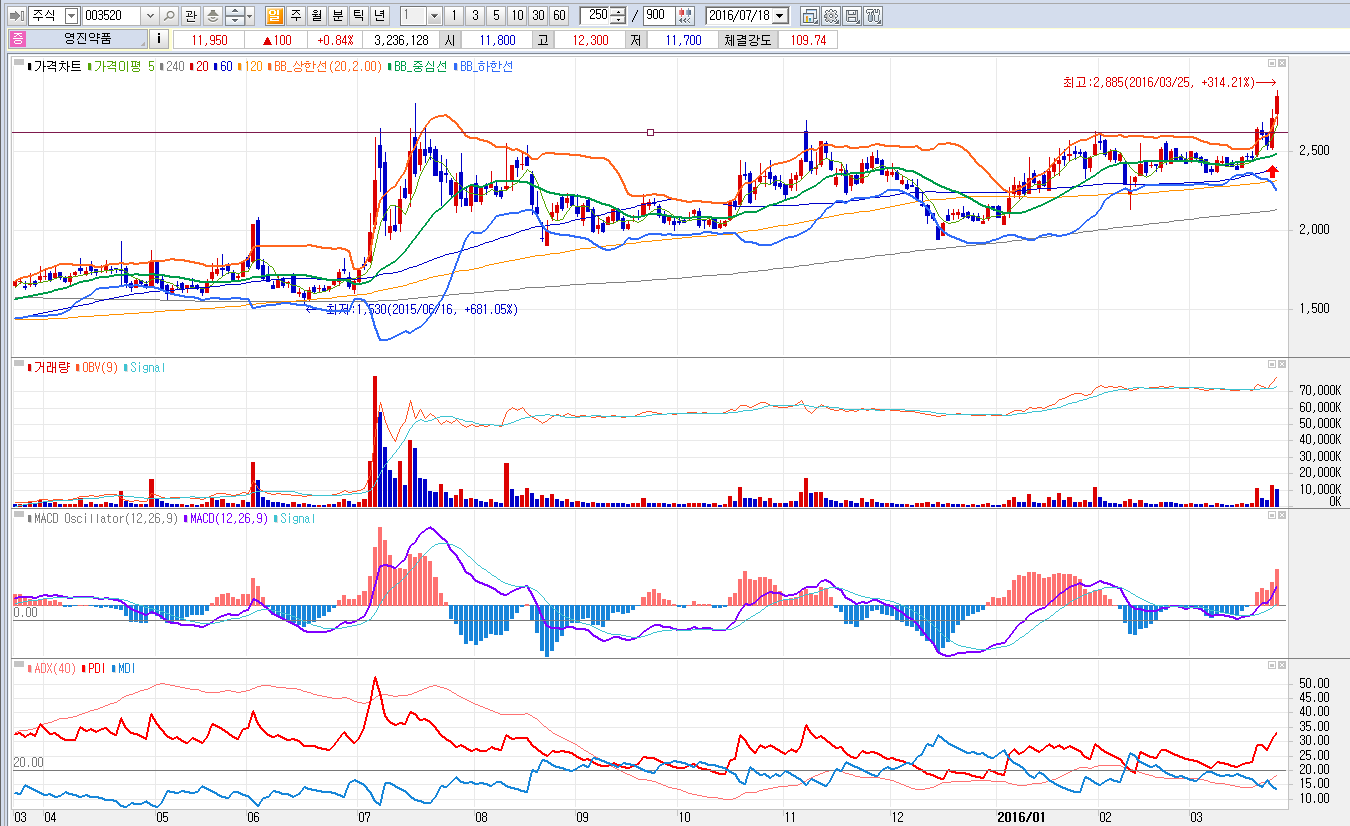 주식 003520 관 일 주 월 분 틱 년 1 1 3 5 10 30 60 250 / 900 2016/07/18
증 영진약품 i 11,950 ▲100 +0.84% 3,236,128 시 11,800 고 12,300 저 11,700 체결강도 109.74
가격차트 가격이평 5 240 20 60 120 BB_상한선(20,2.00) BB_중심선 BB_하한선
최고:2,885(2016/03/25, +314.21%)→
2,500
2,000
1,500
←최저:1,530(2015/06/16, +681.05%)
거래량 OBV(9) Signal
70,000K
60,000K
50,000K
40,000K
30,000K
20,000K
10,000K
0K
MACD Oscillator(12,26,9) MACD(12,26,9) Signal
0.00
ADX(40) PDI MDI
50.00
45.00
40.00
35.00
30.00
25.00
20.00
20.00
15.00
10.00
03 04 05 06 07 08 09 10 11 12 2016/01 02 03